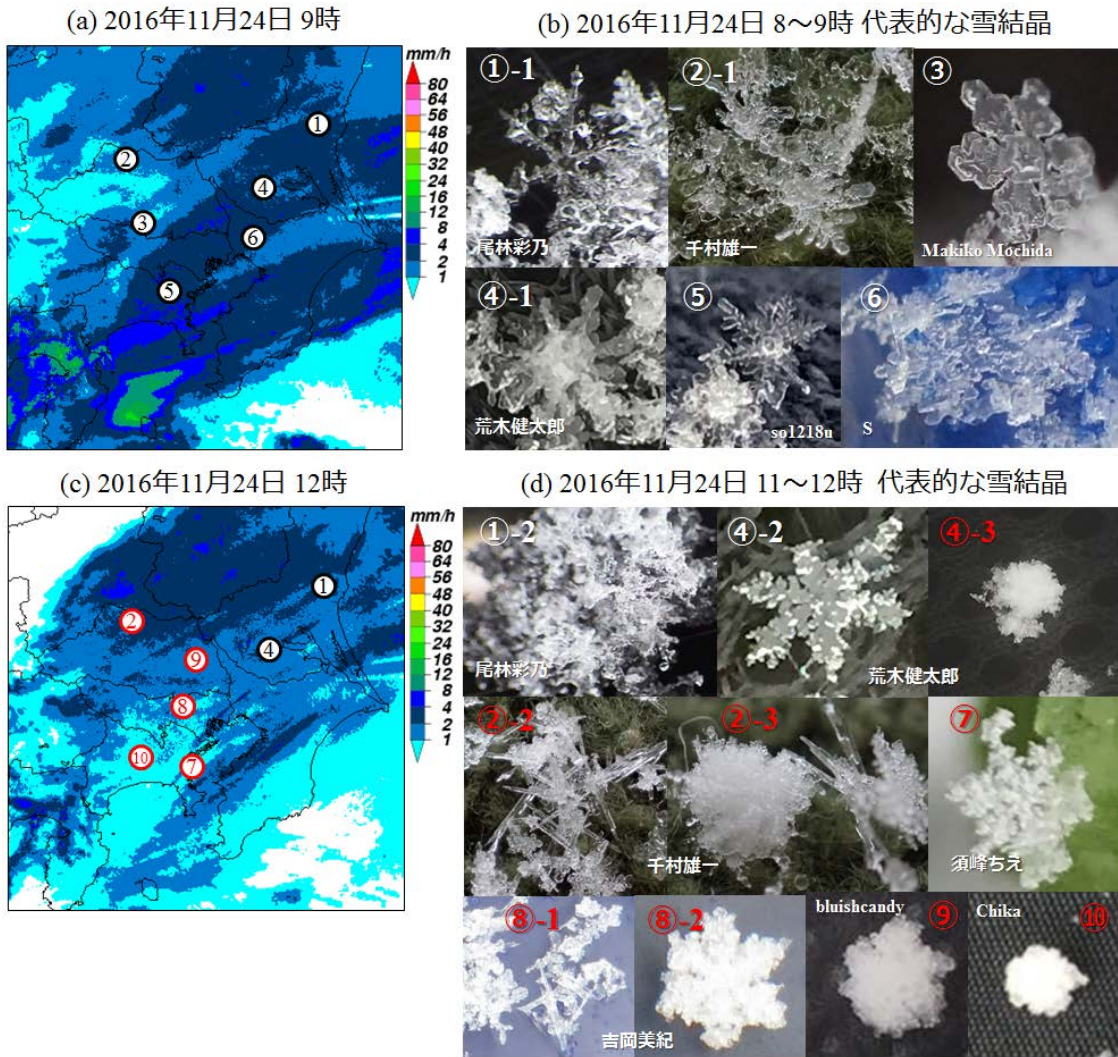 (a) 2016年11月24日 9時
mm/h
80
64
56
48
40
32
24
16
12
8
4
2
1
①
②
④
③
⑥
⑤
(b) 2016年11月24日 8～9時 代表的な雪結晶
①-1
尾林彩乃
②-1
千村雄一
③
Makiko Mochida
④-1
荒木健太郎
⑤
so1218u
⑥
S
(c) 2016年11月24日 12時
mm/h
80
64
56
48
40
32
24
16
12
8
4
2
1
①
②
④
⑨
⑧
⑩
⑦
(d) 2016年11月24日 11～12時 代表的な雪結晶
①-2
尾林彩乃
④-2
④-3
荒木健太郎
②-2
②-3
千村雄一
⑦
須峰ちえ
⑧-1
⑧-2
吉岡美紀
bluishcandy
⑨
Chika
⑩